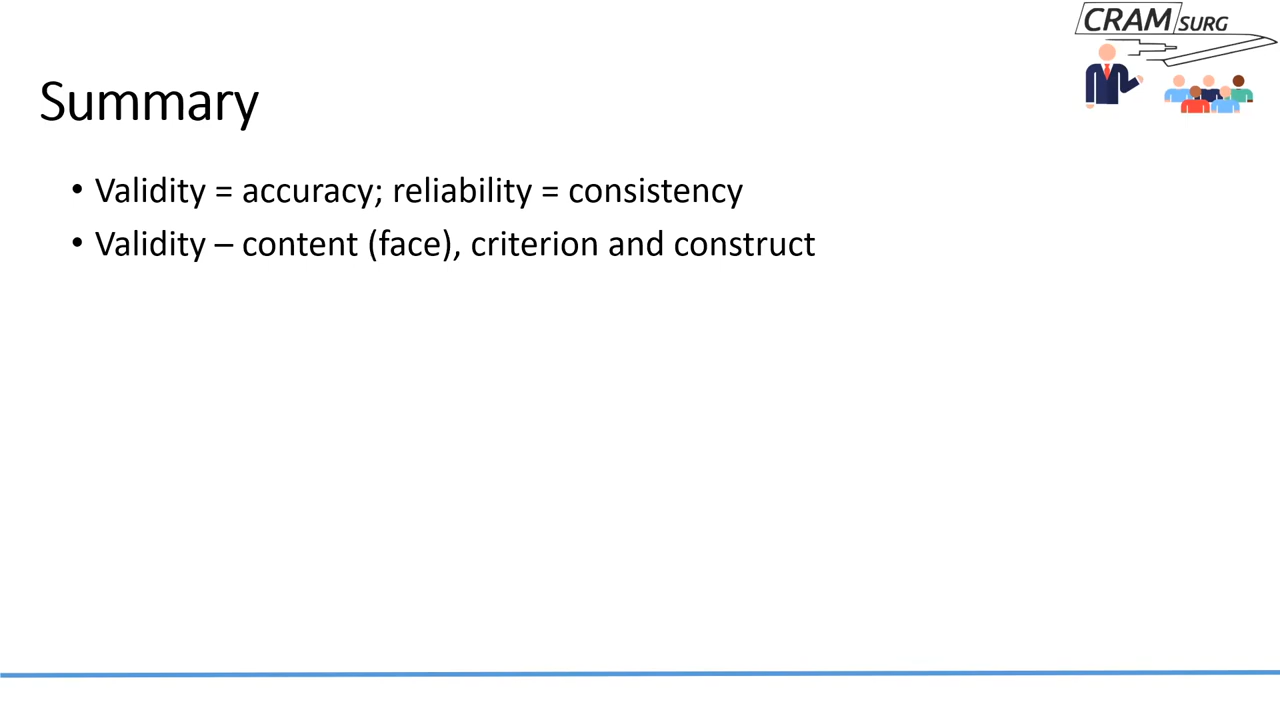 CRAM SURG
Summary
• Validity = accuracy; reliability = consistency
• Validity – content (face), criterion and construct